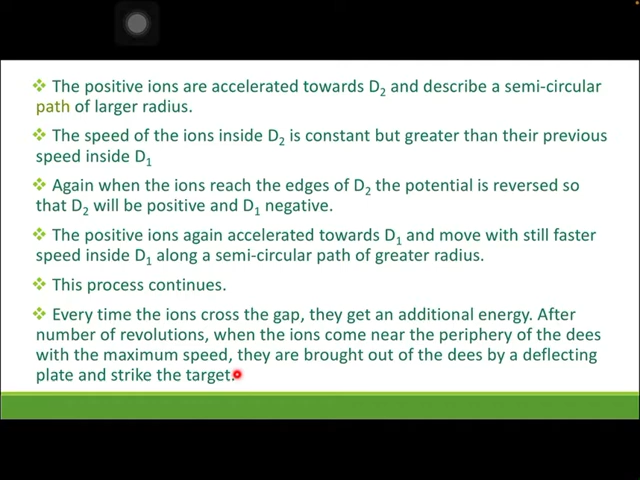 ❖ The positive ions are accelerated towards D₂ and describe a semi-circular
path of larger radius.
❖ The speed of the ions inside D₂ is constant but greater than their previous
speed inside D₁
❖ Again when the ions reach the edges of D₂ the potential is reversed so
that D₂ will be positive and D₁ negative.
❖ The positive ions again accelerated towards D₁ and move with still faster
speed inside D₁ along a semi-circular path of greater radius.
❖ This process continues.
❖ Every time the ions cross the gap, they get an additional energy. After
number of revolutions, when the ions come near the periphery of the dees
with the maximum speed, they are brought out of the dees by a deflecting
plate and strike the target.